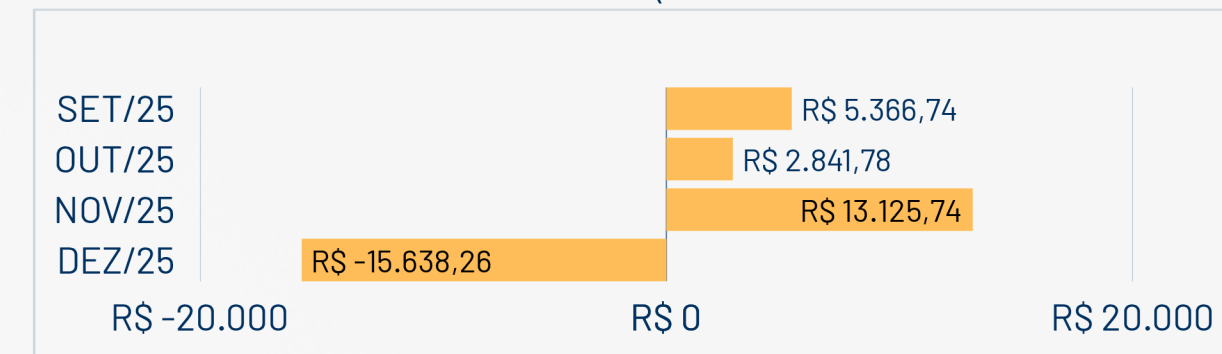 SET/25 R$ 5.366,74
OUT/25 R$ 2.841,78
NOV/25 R$ 13.125,74
DEZ/25 R$ -15.638,26
R$ -20.000 R$ 0 R$ 20.000